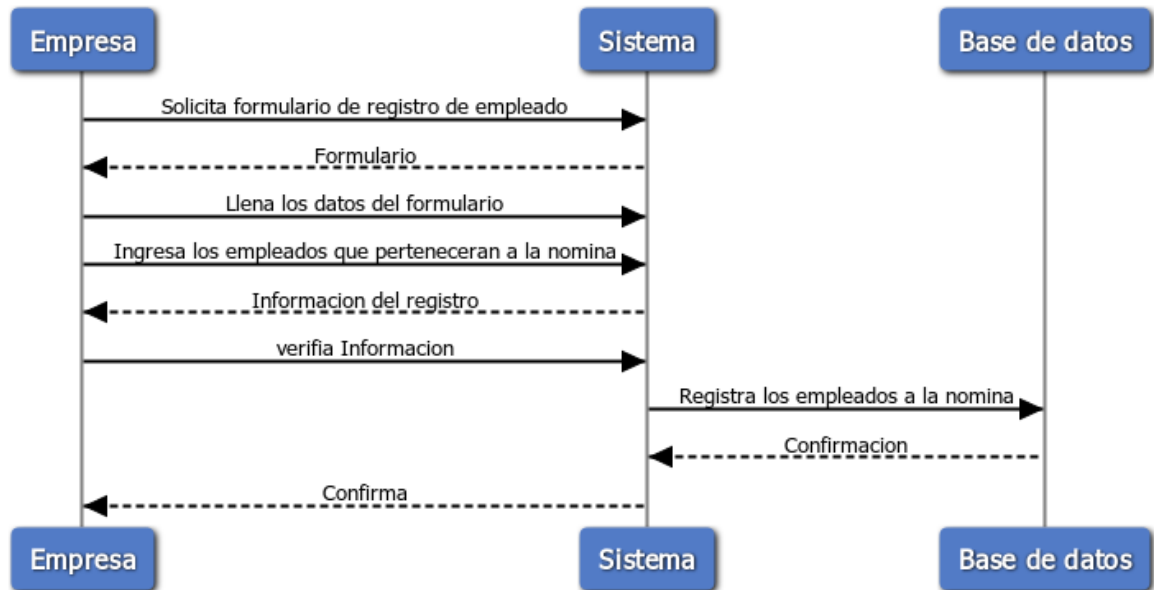 Empresa
Sistema
Base de datos
Solicita formulario de registro de empleado
Formulario
Llena los datos del formulario
Ingresa los empleados que perteneceran a la nomina
Informacion del registro
verifia Informacion
Registra los empleados a la nomina
Confirmacion
Confirma
Empresa
Sistema
Base de datos